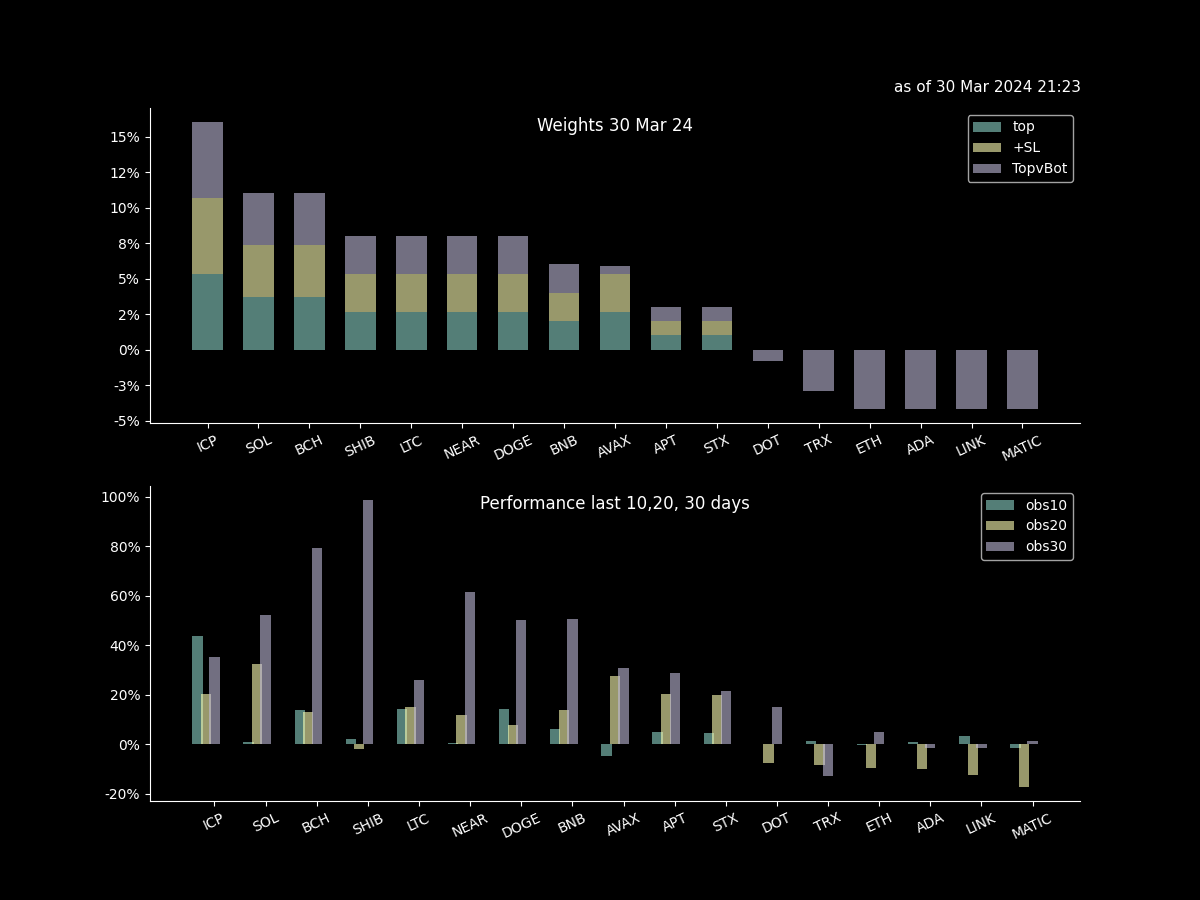 as of 30 Mar 2024 21:23
Weights 30 Mar 24
top
+SL
TopvBot
15%
12%
10%
8%
5%
2%
0%
-3%
-5%
ICP SOL BCH SHIB LTC NEAR DOGE BNB AVAX APT STX DOT TRX ETH ADA LINK MATIC
Performance last 10,20, 30 days
obs10
obs20
obs30
100%
80%
60%
40%
20%
0%
-20%
ICP SOL BCH SHIB LTC NEAR DOGE BNB AVAX APT STX DOT TRX ETH ADA LINK MATIC